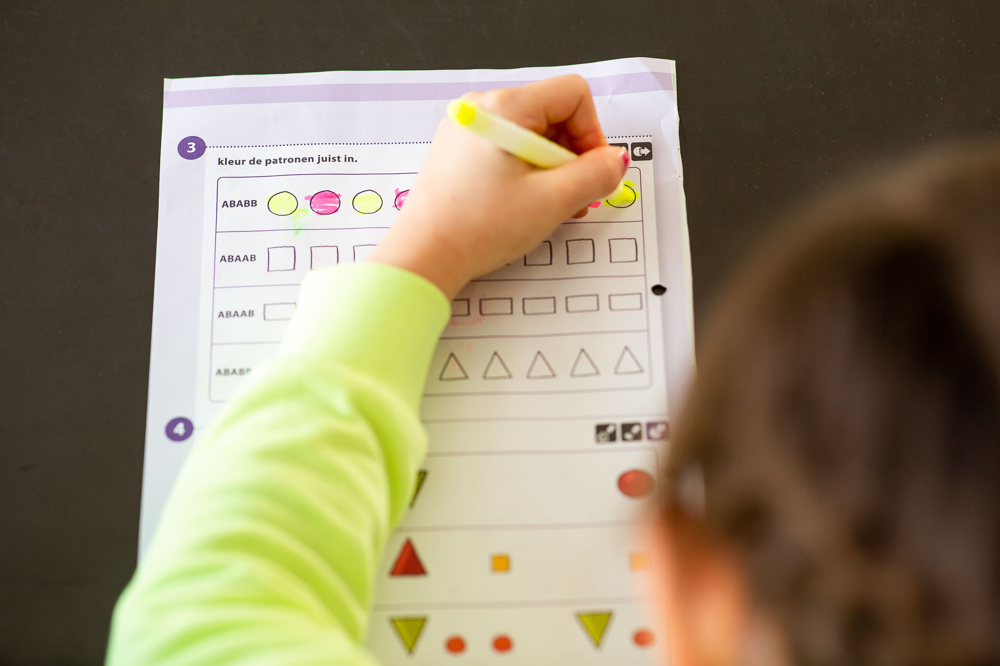 3
kleur de patronen juist in.
ABABB
ABAAB
ABAAB
4